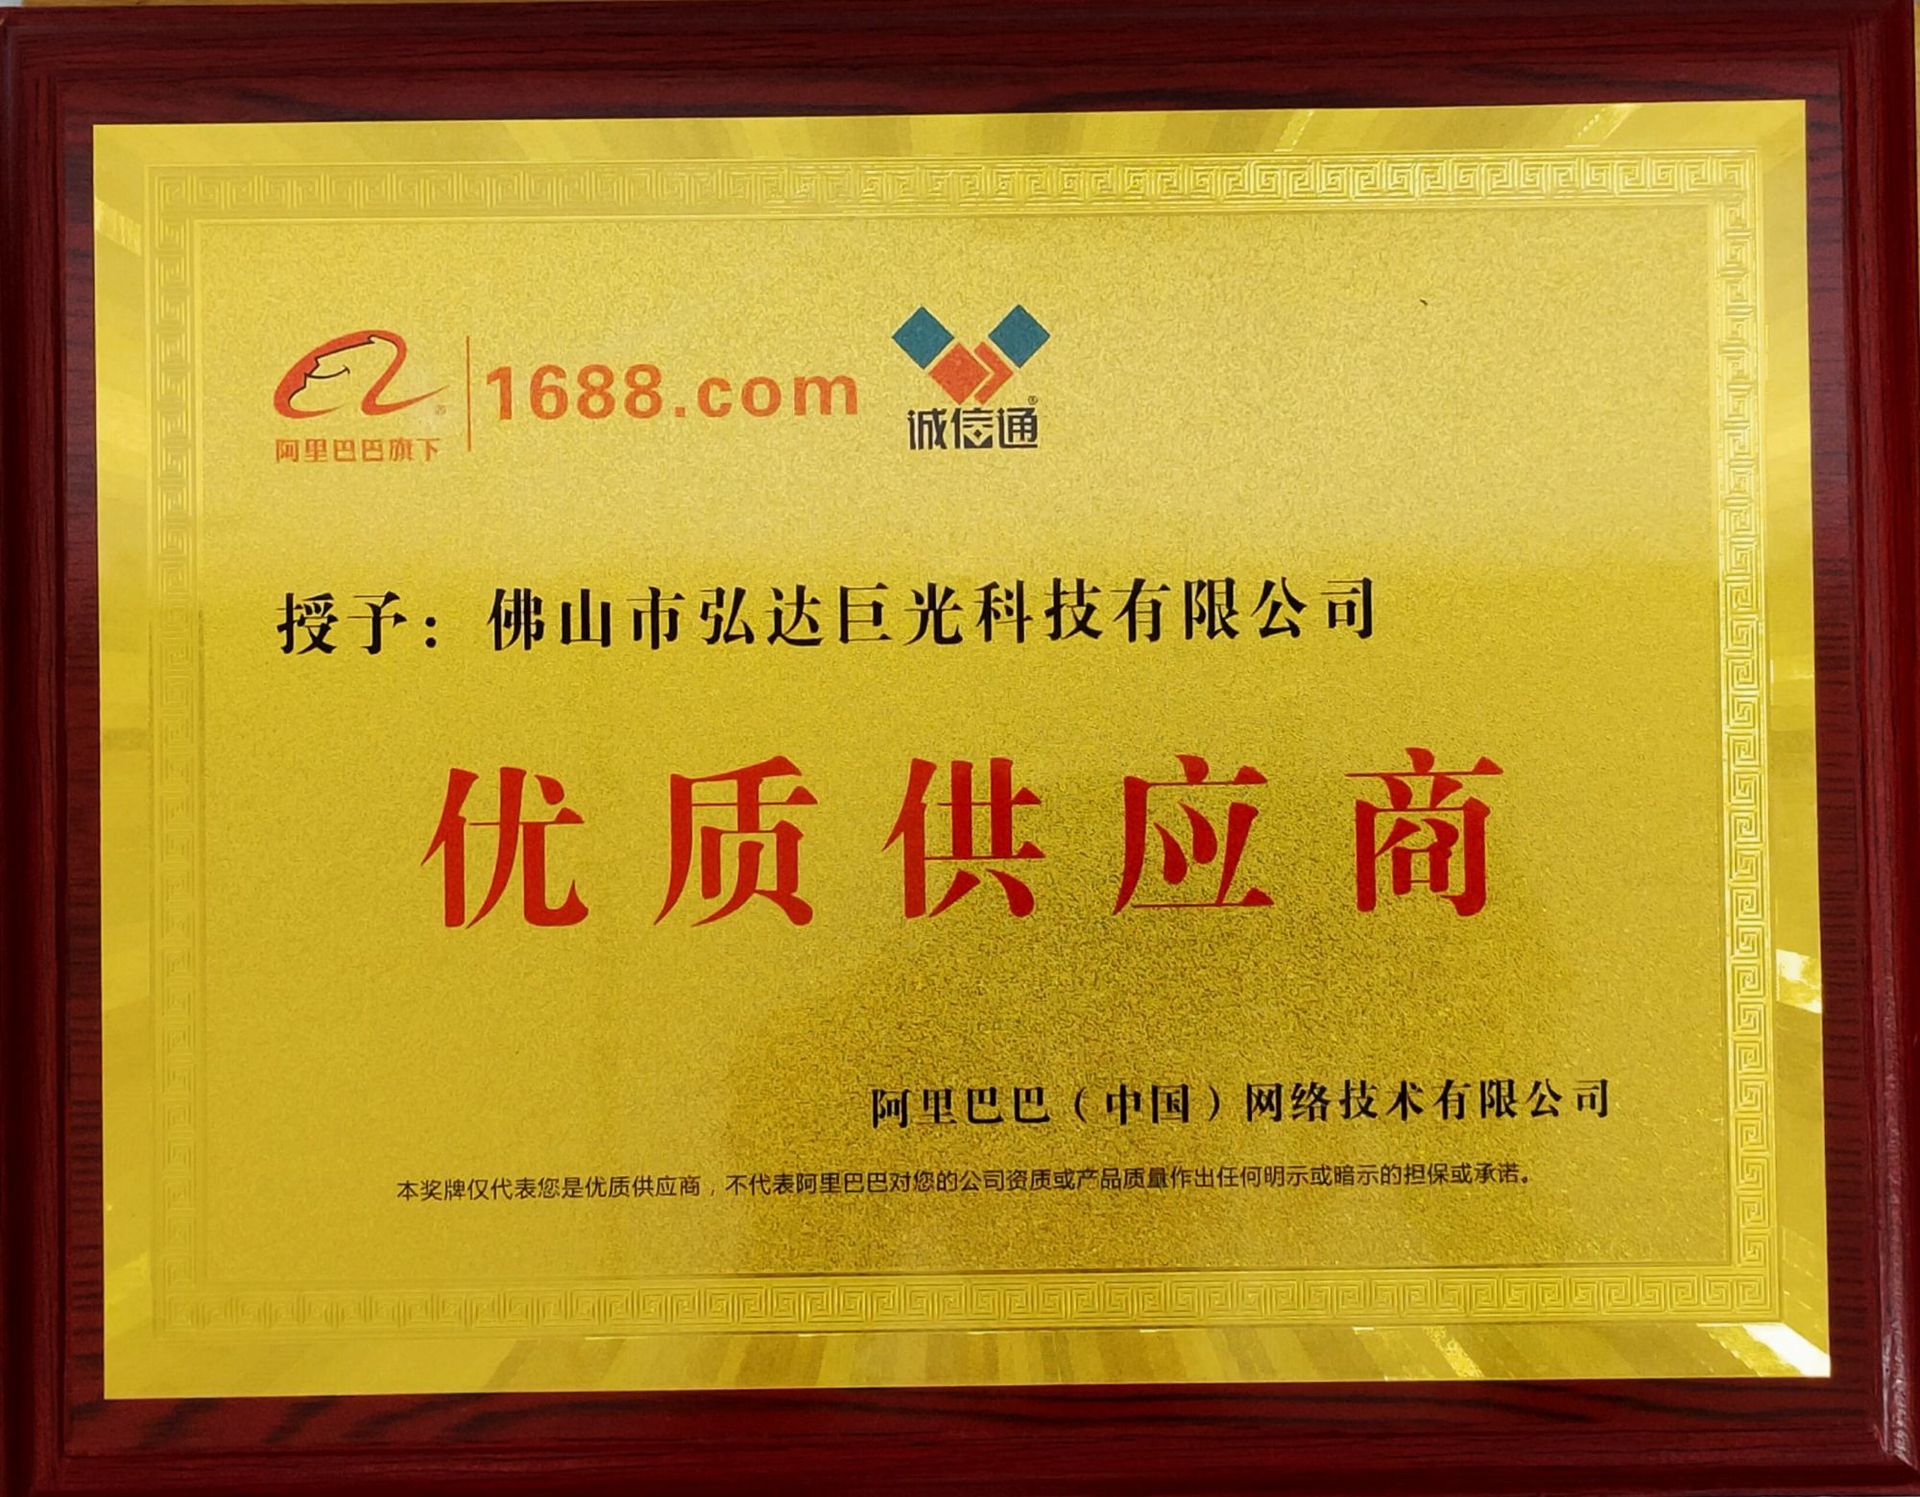 1688.com
阿里巴巴旗下
诚信通
授予：佛山市弘达巨光科技有限公司
优质供应商
阿里巴巴（中国）网络技术有限公司
本奖牌仅代表您是优质供应商，不代表阿里巴巴对您的公司资质或产品质量作出任何明示或暗示的担保或承诺。